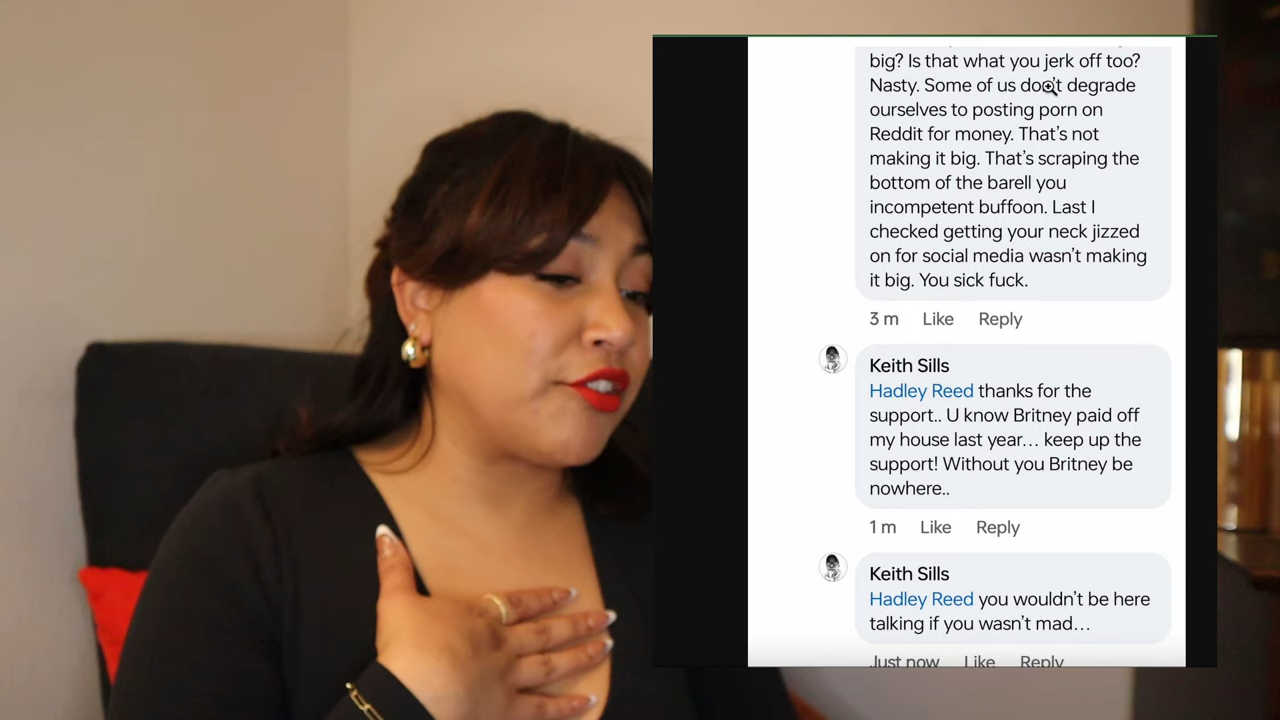 big? Is that what you jerk off too?
Nasty. Some of us don't degrade
ourselves to posting porn on
Reddit for money. That's not
making it big. That's scraping the
bottom of the barell you
incompetent buffoon. Last I
checked getting your neck jizzed
on for social media wasn't making
it big. You sick fuck.
3 m Like Reply
Keith Sills
Hadley Reed thanks for the
support.. U know Britney paid off
my house last year... keep up the
support! Without you Britney be
nowhere..
1 m Like Reply
Keith Sills
Hadley Reed you wouldn't be here
talking if you wasn't mad...
Just now Like Reply